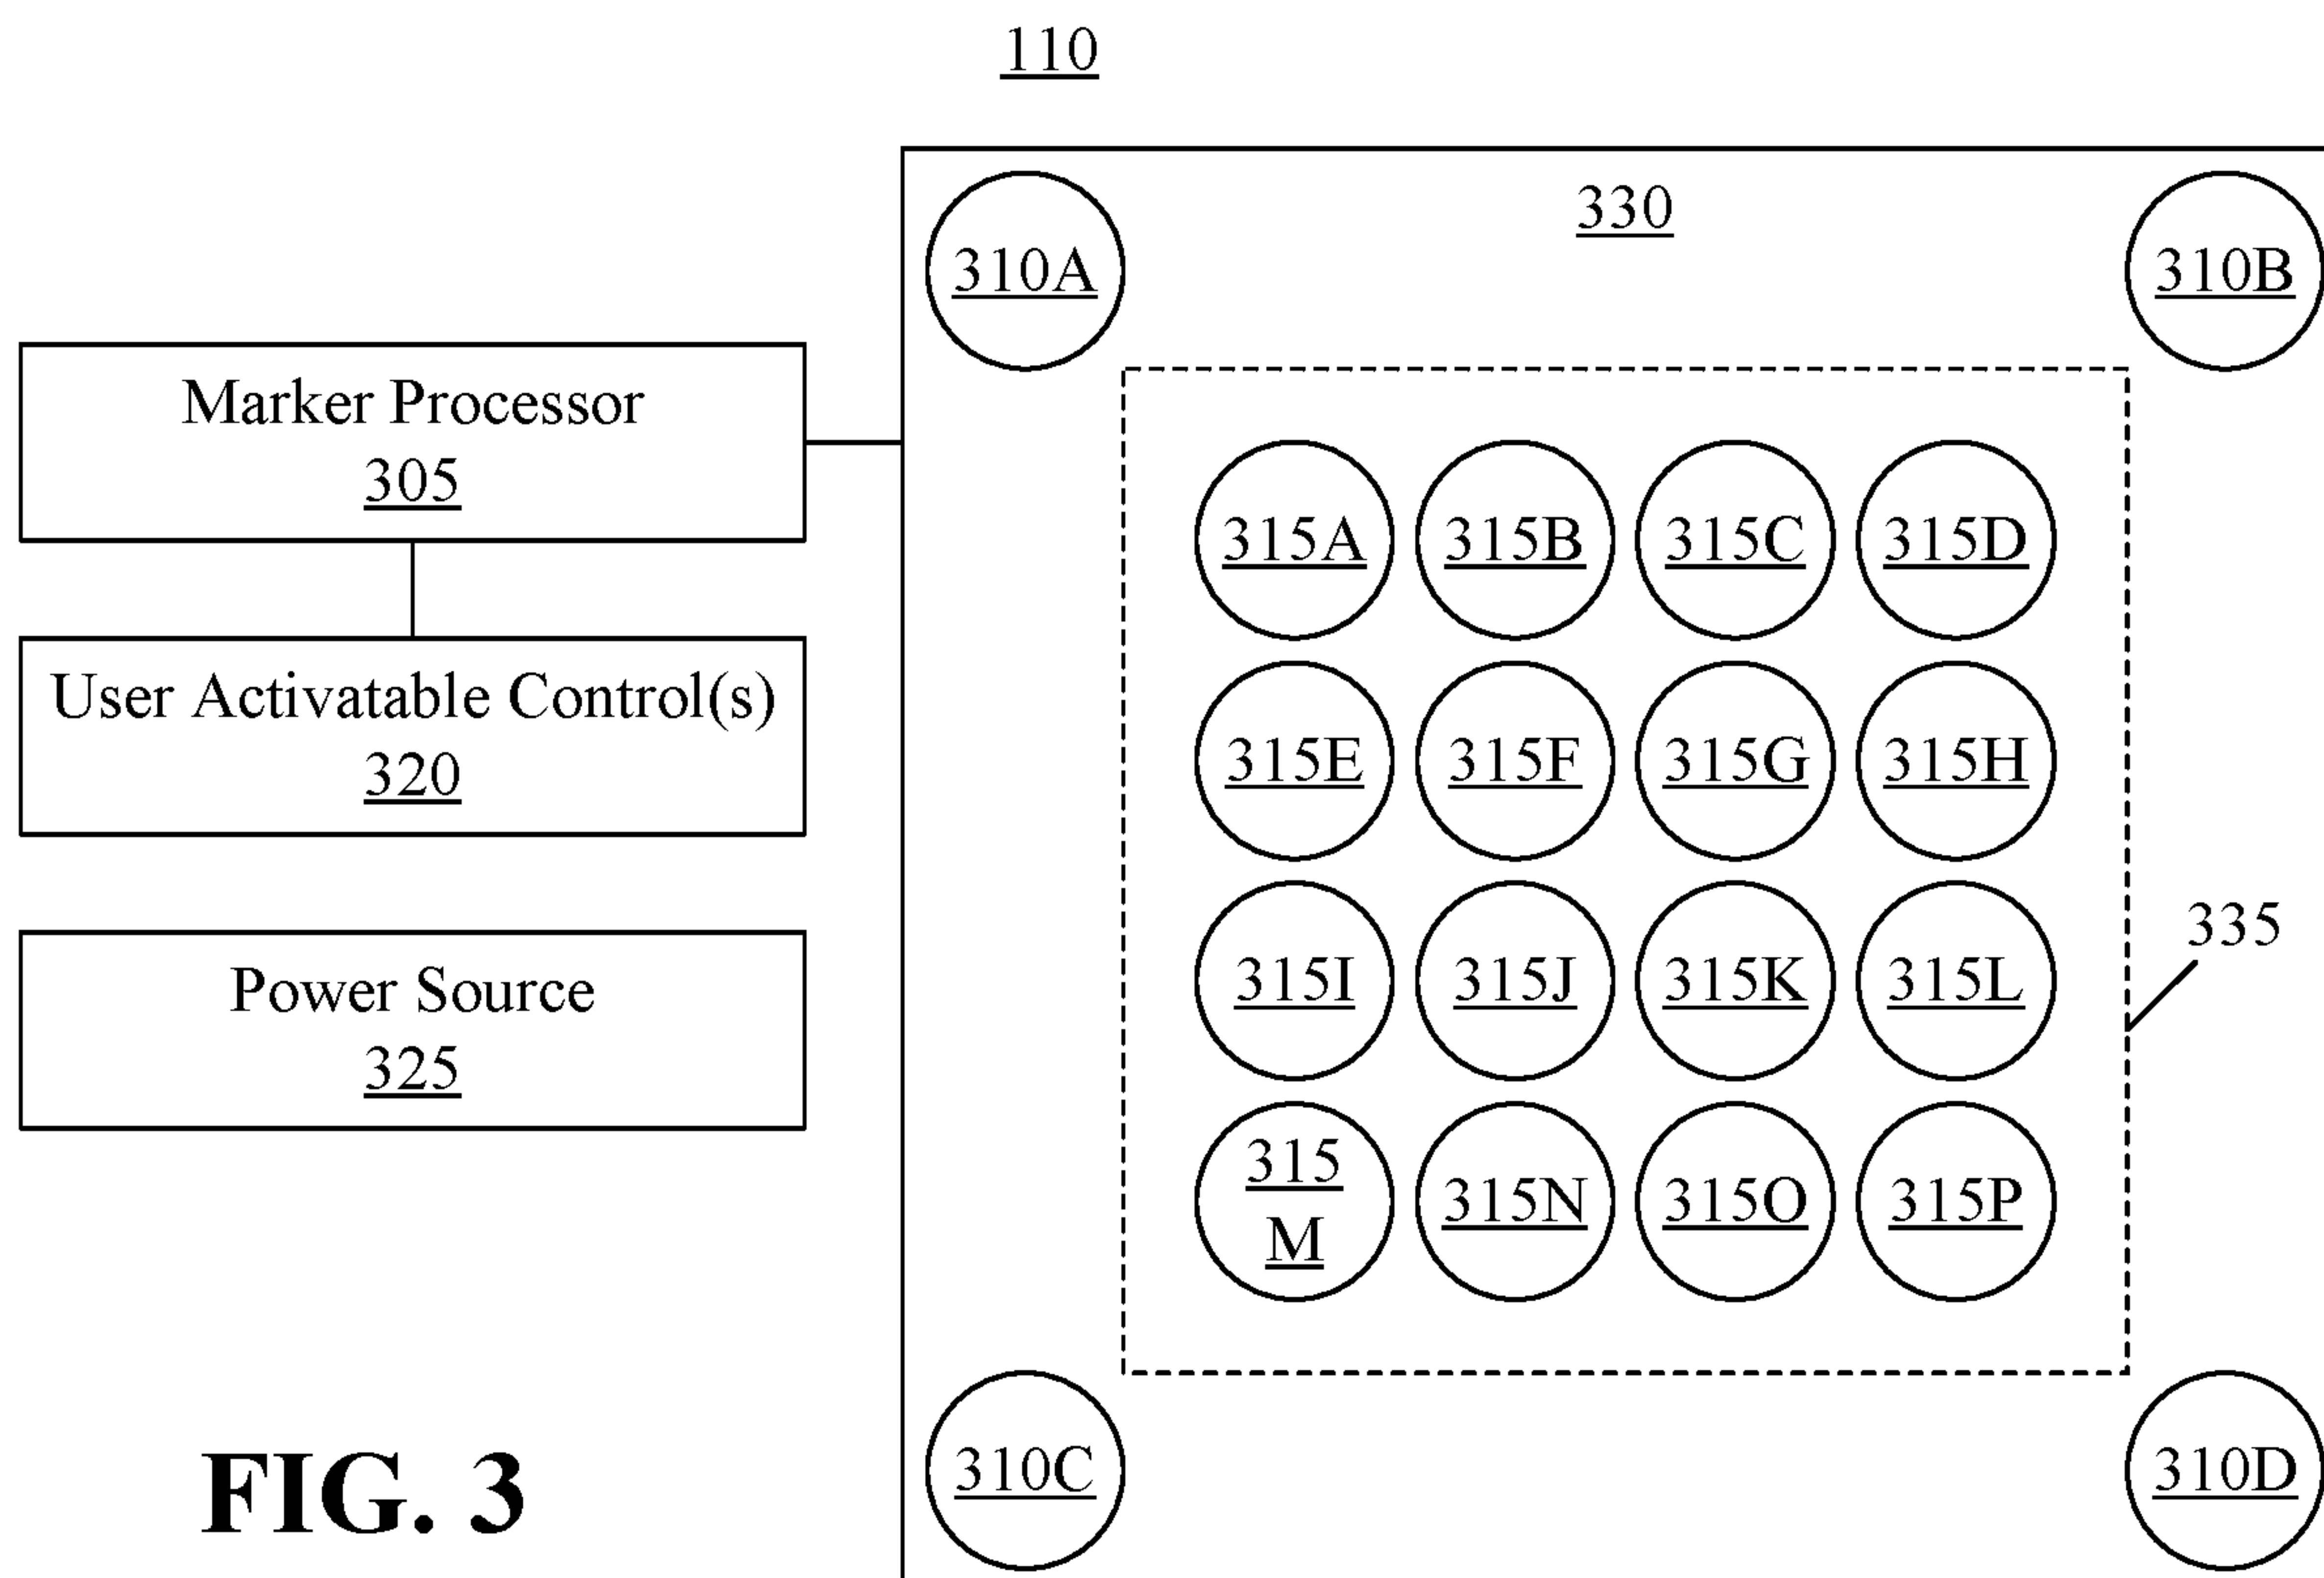 110
330
310A
310B
Marker Processor
305
User Activatable Control(s)
320
Power Source
325
315A 315B 315C 315D
315E 315F 315G 315H
315I 315J 315K 315L
335
315
M
315N 315O 315P
310C
310D
FIG. 3